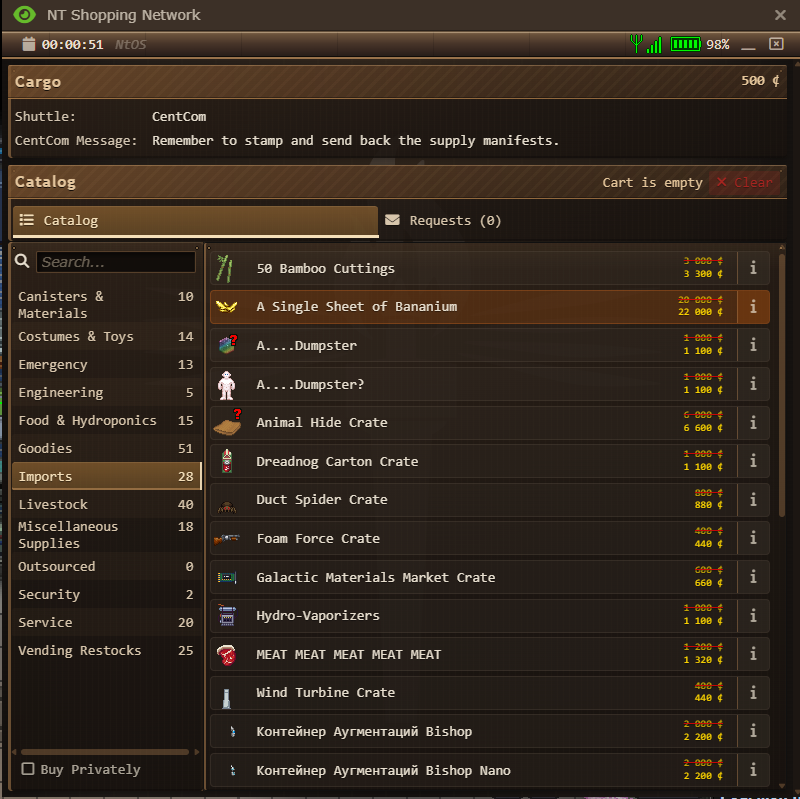 NT Shopping Network
00:00:51 NtOS 98%
Cargo 500 ¢
Shuttle: CentCom
CentCom Message: Remember to stamp and send back the supply manifests.
Catalog Cart is empty Clear
Catalog Requests (0)
Search...
Canisters & Materials 10
Costumes & Toys 14
Emergency 13
Engineering 5
Food & Hydroponics 15
Goodies 51
Imports 28
Livestock 40
Miscellaneous Supplies 18
Outsourced 0
Security 2
Service 20
Vending Restocks 25
Buy Privately
50 Bamboo Cuttings 3 000 ¢ 3 300 ¢
A Single Sheet of Bananium 20 000 ¢ 22 000 ¢
A....Dumpster 1 000 ¢ 1 100 ¢
A....Dumpster? 1 000 ¢ 1 100 ¢
Animal Hide Crate 6 000 ¢ 6 600 ¢
Dreadnog Carton Crate 1 000 ¢ 1 100 ¢
Duct Spider Crate 800 ¢ 880 ¢
Foam Force Crate 400 ¢ 440 ¢
Galactic Materials Market Crate 600 ¢ 660 ¢
Hydro-Vaporizers 1 000 ¢ 1 100 ¢
MEAT MEAT MEAT MEAT MEAT 1 200 ¢ 1 320 ¢
Wind Turbine Crate 400 ¢ 440 ¢
Контейнер Аугментаций Bishop 2 000 ¢ 2 200 ¢
Контейнер Аугментаций Bishop Nano 2 000 ¢ 2 200 ¢